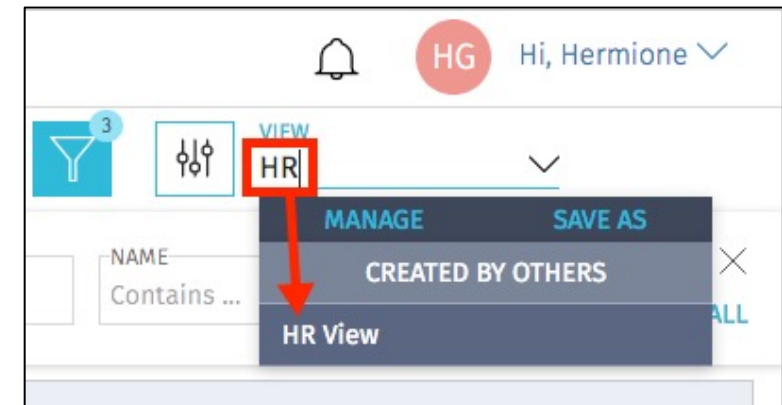 HG Hi, Hermione
3
VIEW
HR
MANAGE SAVE AS
CREATED BY OTHERS
NAME
Contains ...
ALL
HR View